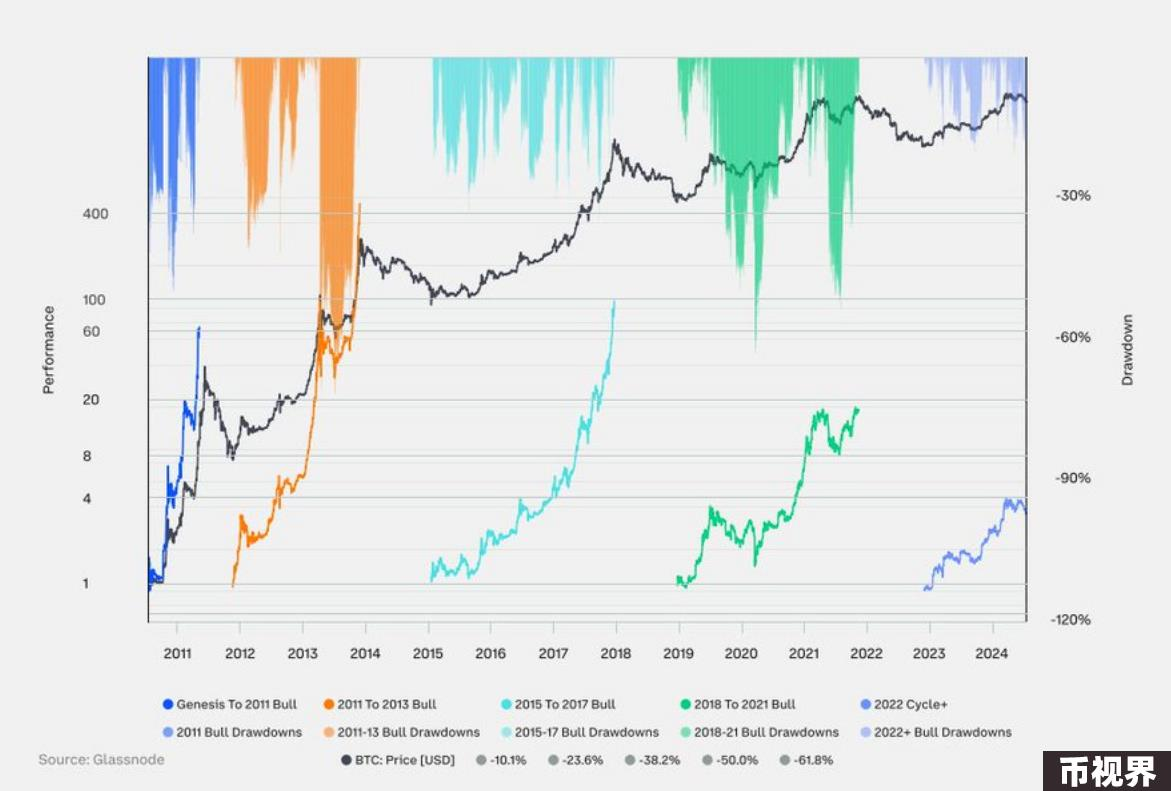 -30%
400
100
60
-60%
Performance
Drawdown
20
8
-90%
4
1
-120%
2011 2012 2013 2014 2015 2016 2017 2018 2019 2020 2021 2022 2023 2024
Genesis To 2011 Bull 2011 To 2013 Bull 2015 To 2017 Bull 2018 To 2021 Bull 2022 Cycle+
2011 Bull Drawdowns 2011-13 Bull Drawdowns 2015-17 Bull Drawdowns 2018-21 Bull Drawdowns 2022+ Bull Drawdowns
Source: Glassnode BTC: Price [USD] -10.1% -23.6% -38.2% -50.0% -61.8%
币视界